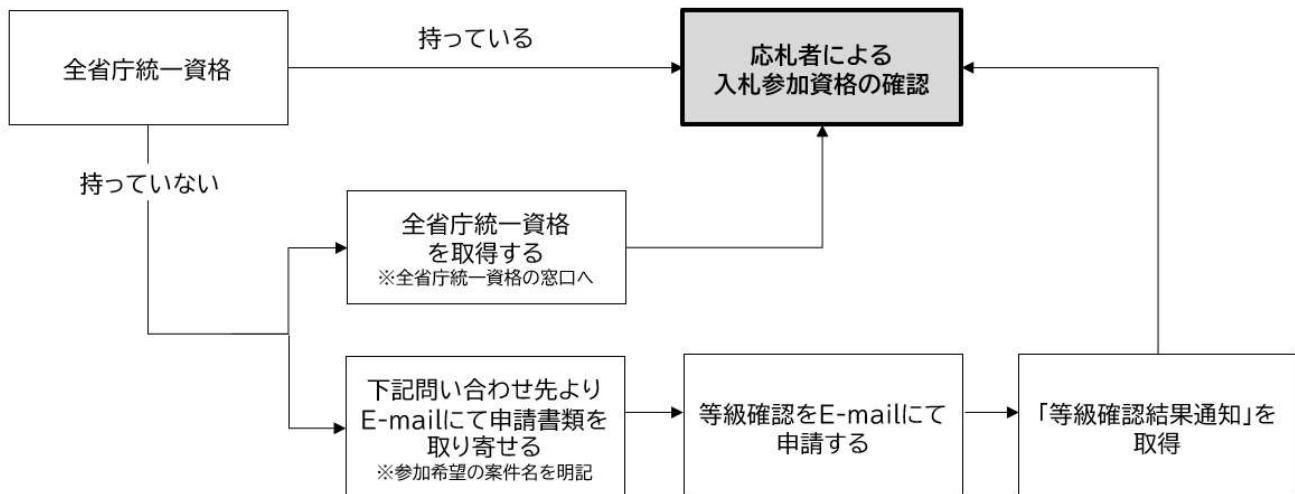 全省庁統一資格
持っている
応札者による
入札参加資格の確認
持っていない
全省庁統一資格
を取得する
※全省庁統一資格の窓口へ
下記問い合わせ先より
E-mailにて申請書類を
取り寄せる
※参加希望の案件名を明記
等級確認をE-mailにて
申請する
「等級確認結果通知」を
取得